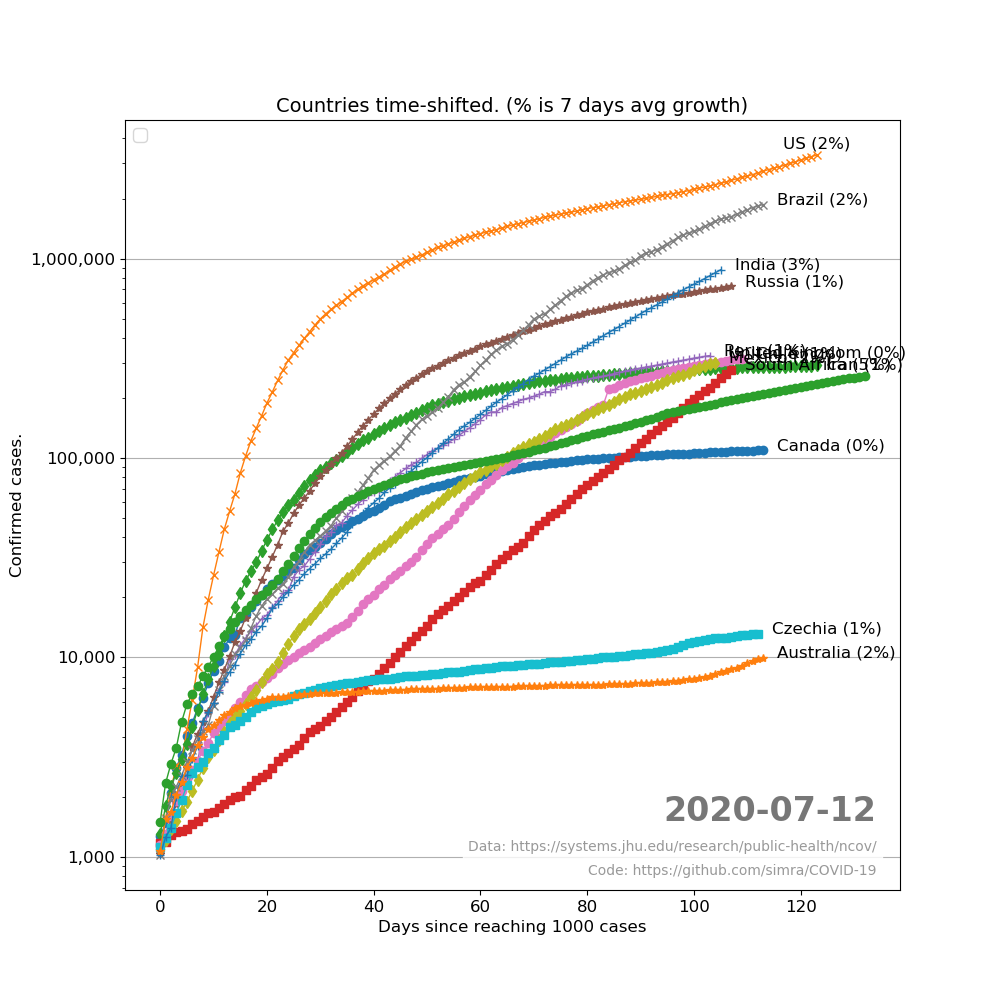 Countries time-shifted. (% is 7 days avg growth)
US (2%)
Brazil (2%)
1,000,000
India (3%)
Russia (1%)
(0%)
South Africa (5%)
100,000
Canada (0%)
Confirmed cases.
Czechia (1%)
10,000
Australia (2%)
2020-07-12
Data: https://systems.jhu.edu/research/public-health/ncov/
1,000
Code: https://github.com/simra/COVID-19
0 20 40 60 80 100 120
Days since reaching 1000 cases